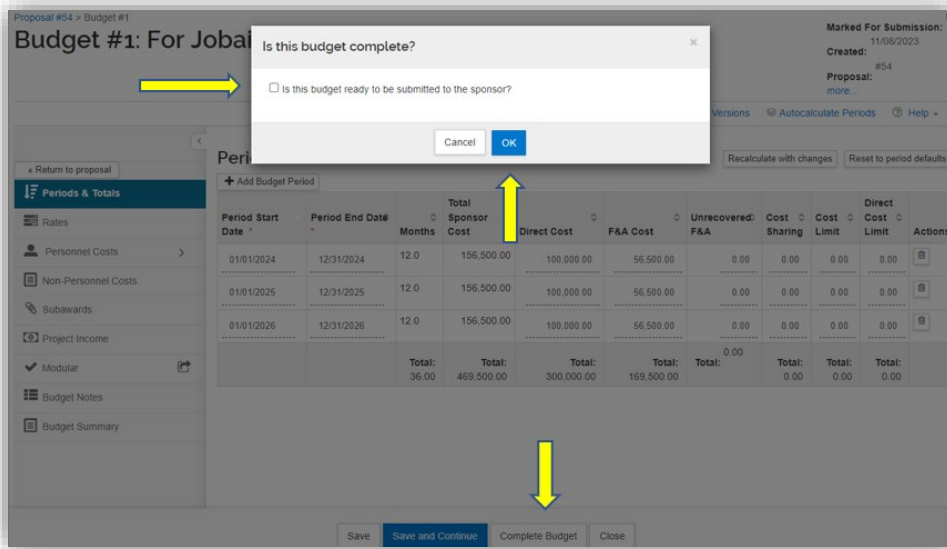 Proposal #54 > Budget #1
Budget #1: For Jobai
Marked For Submission:
11/08/2023
Created:
#54
Proposal:
more...
Is this budget complete?
×
Is this budget ready to be submitted to the sponsor?
Cancel OK
Versions Autocalculate Periods Help
« Return to proposal
Periods & Totals
Rates
Personnel Costs
Non-Personnel Costs
Subawards
Project Income
Modular
Budget Notes
Budget Summary
Peri
Recalculate with changes Reset to period defaults
+ Add Budget Period
Period Start Date * Period End Date * Months Total Sponsor Cost Direct Cost F&A Cost Unrecovered F&A Cost Sharing Cost Limit Direct Cost Limit Actions
01/01/2024 12/31/2024 12.0 156,500.00 100,000.00 56,500.00 0.00 0.00 0.00 0.00
01/01/2025 12/31/2025 12.0 156,500.00 100,000.00 56,500.00 0.00 0.00 0.00 0.00
01/01/2026 12/31/2026 12.0 156,500.00 100,000.00 56,500.00 0.00 0.00 0.00 0.00
Total: 36.00 Total: 469,500.00 Total: 300,000.00 Total: 169,500.00 0.00 Total: Total: 0.00 Total: 0.00 Total: 0.00
Save Save and Continue Complete Budget Close